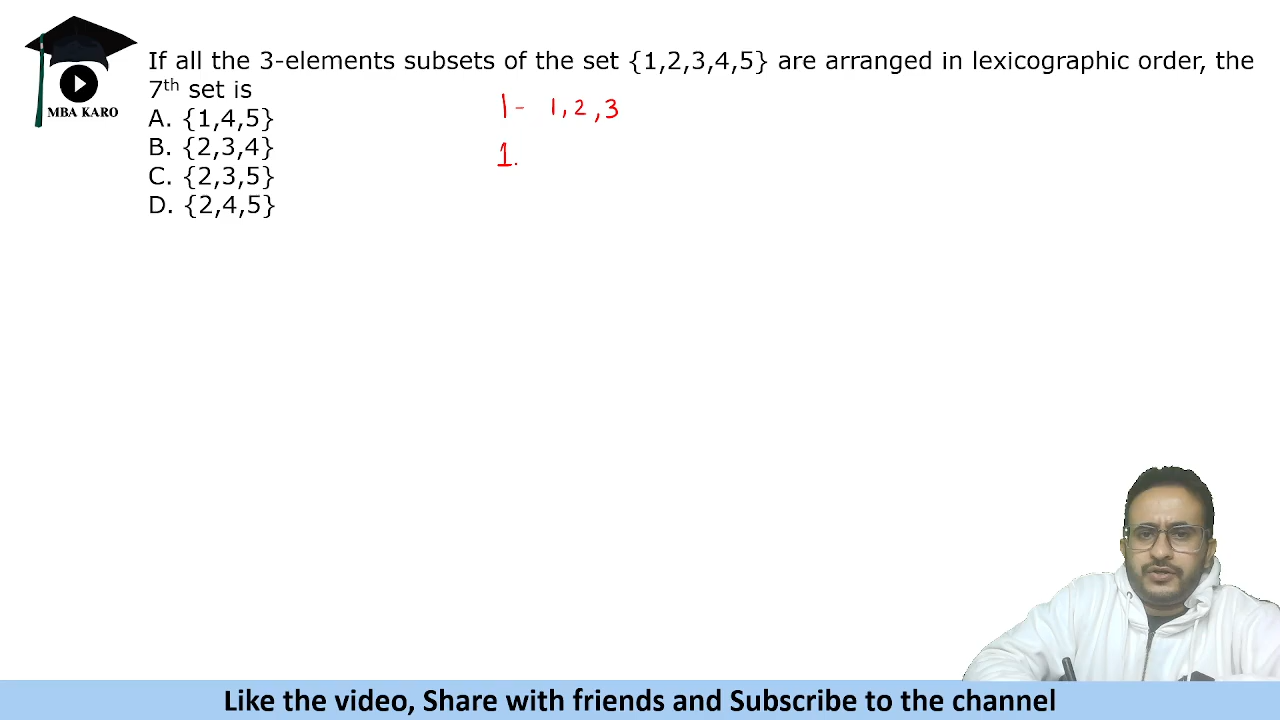 If all the 3-elements subsets of the set {1,2,3,4,5} are arranged in lexicographic order, the
7th set is
A. {1,4,5}
B. {2,3,4}
C. {2,3,5}
D. {2,4,5}
1 - 1, 2, 3
1.
MBA KARO
Like the video, Share with friends and Subscribe to the channel